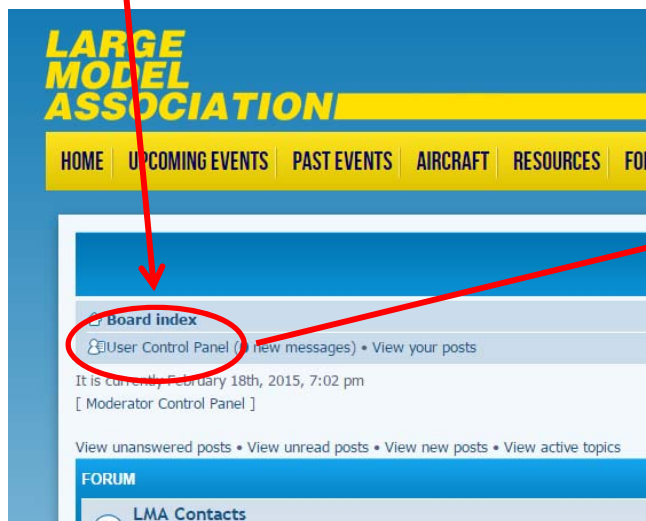 LARGE
MODEL
ASSOCIATION
HOME UPCOMING EVENTS PAST EVENTS AIRCRAFT RESOURCES
Board index
User Control Panel (0 new messages) • View your posts
It is currently February 18th, 2015, 7:02 pm
[ Moderator Control Panel ]
View unanswered posts • View unread posts • View new posts • View active topics
FORUM
LMA Contacts